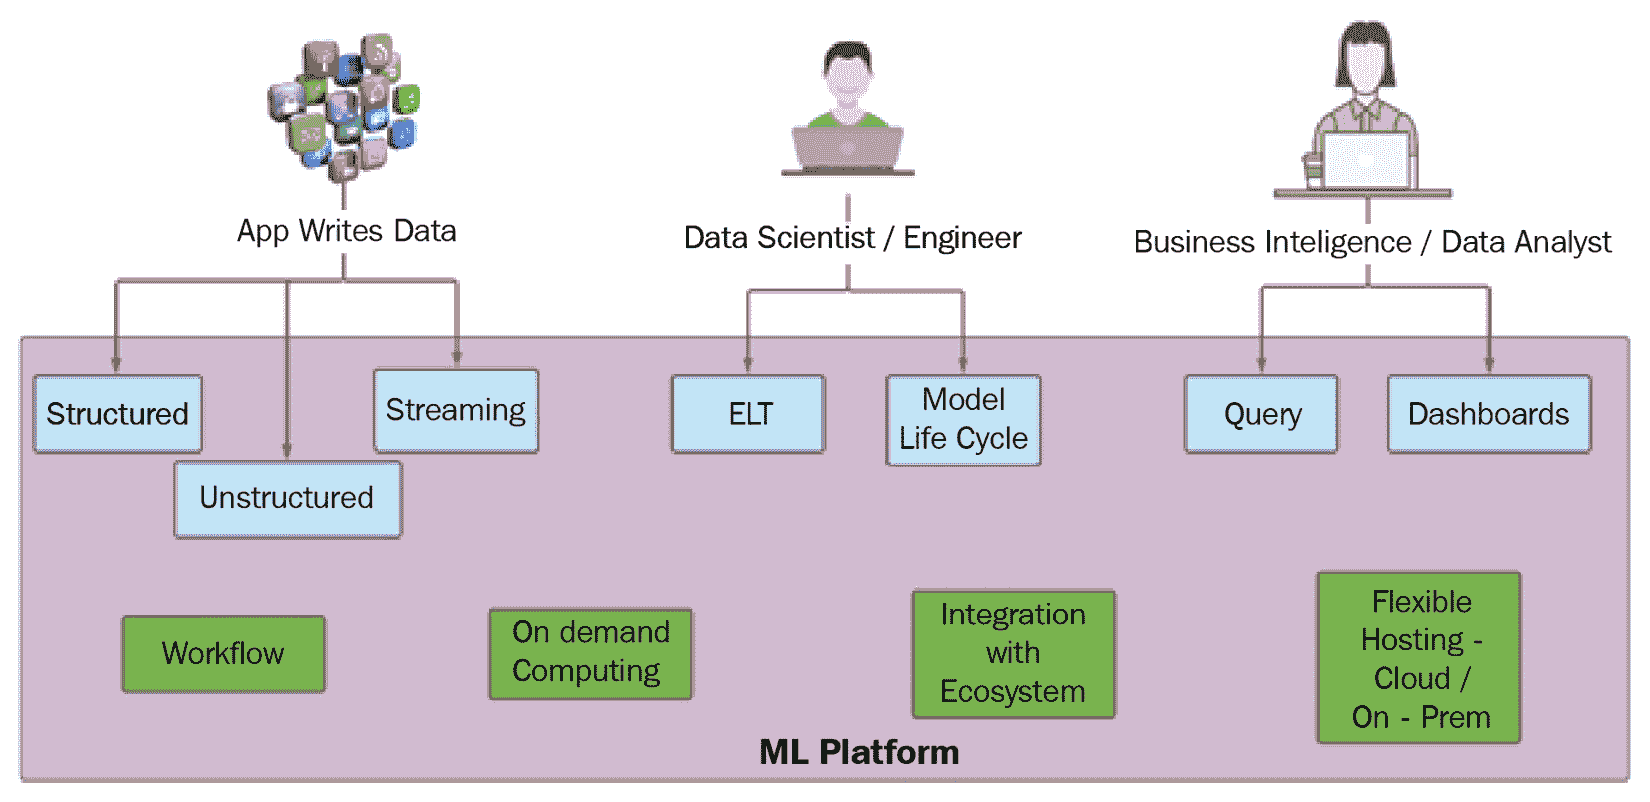 App Writes Data
Data Scientist / Engineer
Business Inteligence / Data Analyst
Structured
Streaming
Unstructured
ELT
Model
Life Cycle
Query
Dashboards
Workflow
On demand
Computing
Integration
with
Ecosystem
Flexible
Hosting -
Cloud /
On - Prem
ML Platform